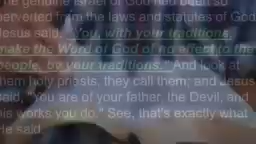 he genuine Israel of God had been so
perverted from the laws and statutes of God
Jesus said, "You, with your traditions,
make the Word of God of no effect to the
people, by your traditions." And look at
them holy priests, they call them; and Jesus
said, "You are of your father, the Devil, and
his works you do." See, that's exactly what
He said